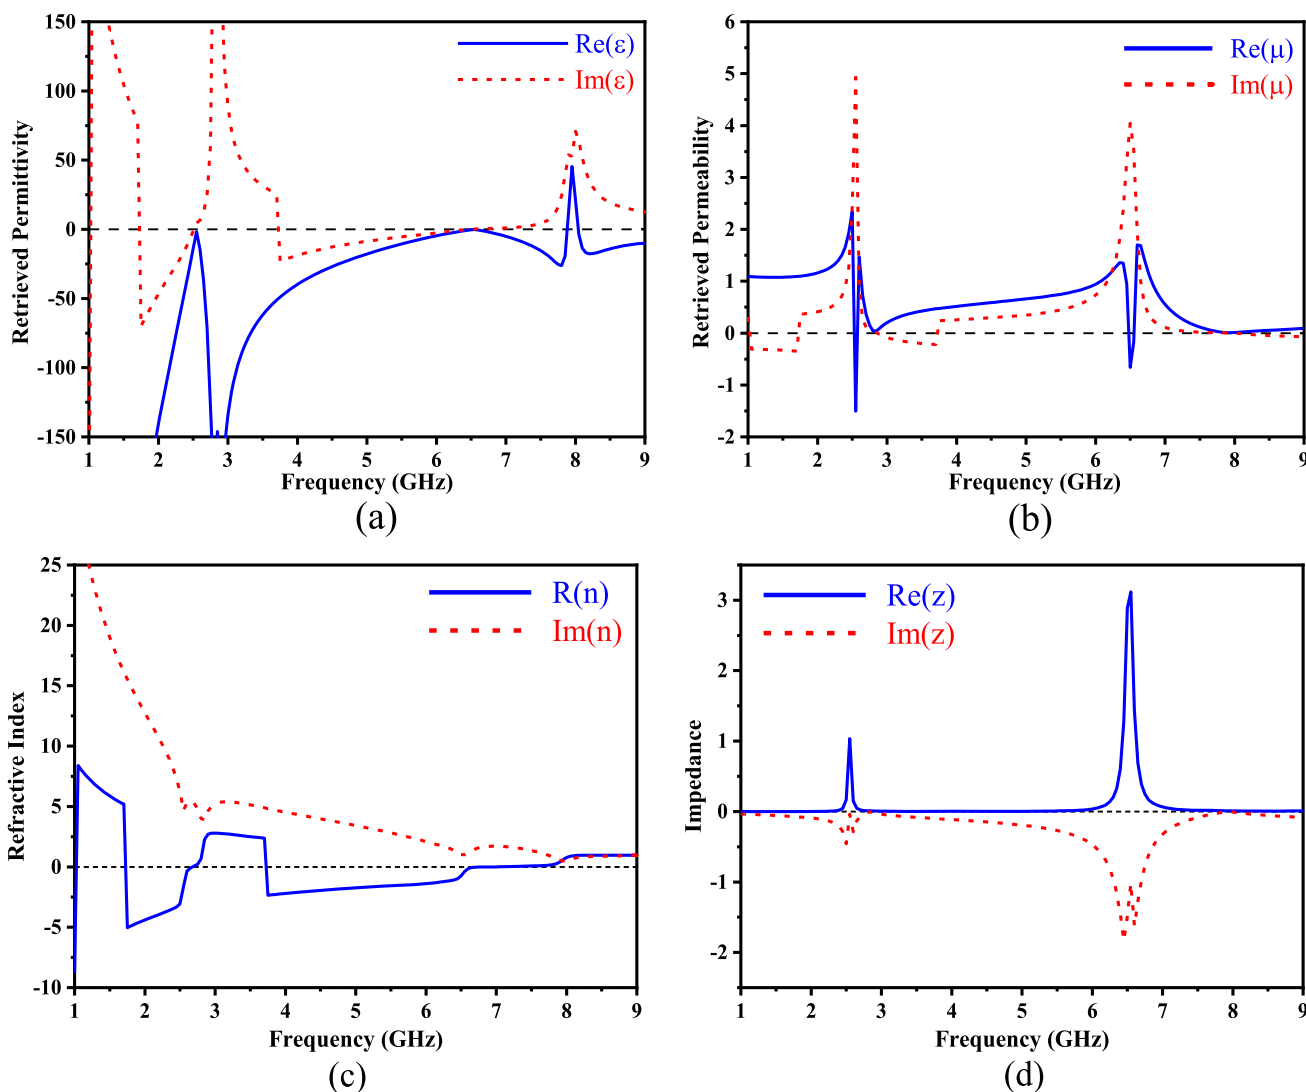 150
100
50
0
-50
-100
-150
Retrieved Permittivity
Re(ε)
Im(ε)
1 2 3 4 5 6 7 8 9
Frequency (GHz)
(a)
6
5
4
3
2
1
0
-1
-2
Retrieved Permeability
Re(μ)
Im(μ)
1 2 3 4 5 6 7 8 9
Frequency (GHz)
(b)
25
20
15
10
5
0
-5
-10
Refractive Index
R(n)
Im(n)
1 2 3 4 5 6 7 8 9
Frequency (GHz)
(c)
3
2
1
0
-1
-2
Impedance
Re(z)
Im(z)
1 2 3 4 5 6 7 8 9
Frequency (GHz)
(d)